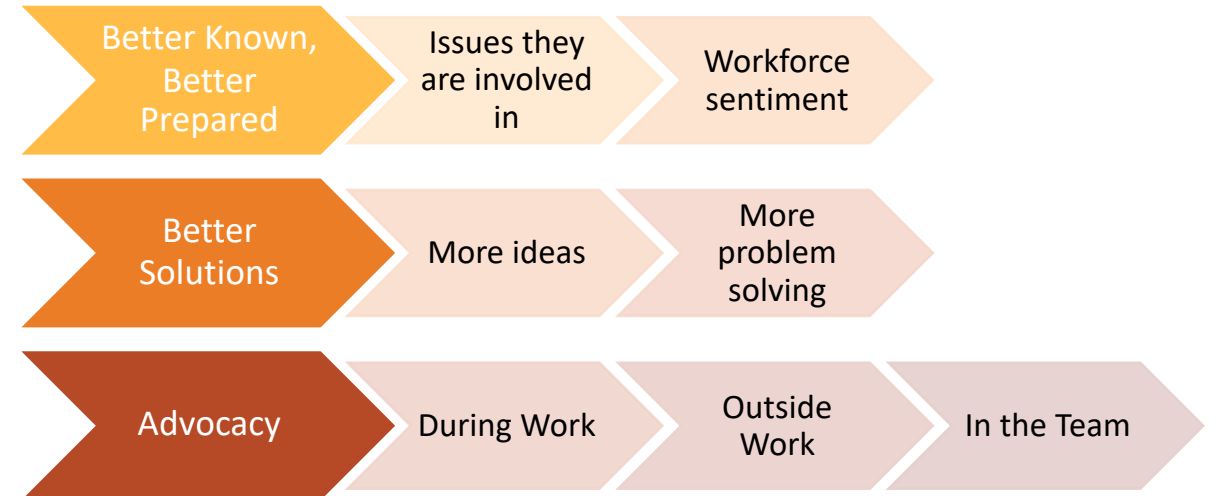 Better Known,
Better
Prepared
Issues they
are involved
in
Workforce
sentiment
Better
Solutions
More ideas
More
problem
solving
Advocacy
During Work
Outside
Work
In the Team